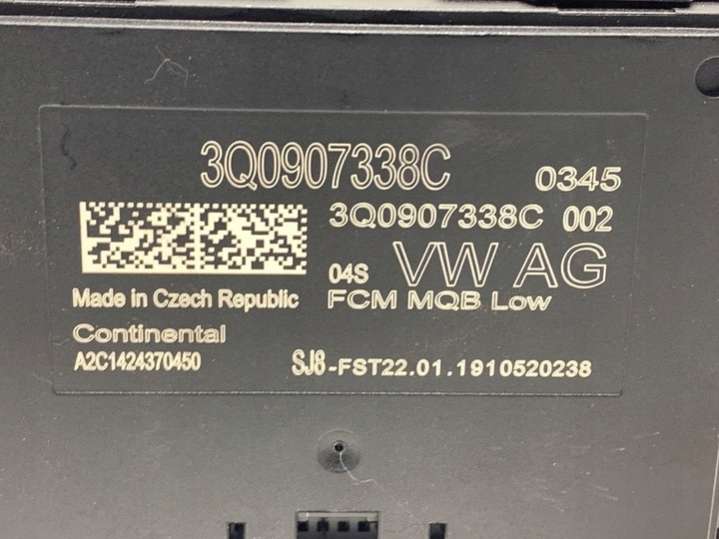 3Q0907338C 0345
3Q0907338C 002
04S VW AG
Made in Czech Republic FCM MQB Low
Continental
A2C1424370450 SJ8-FST22.01.1910520238